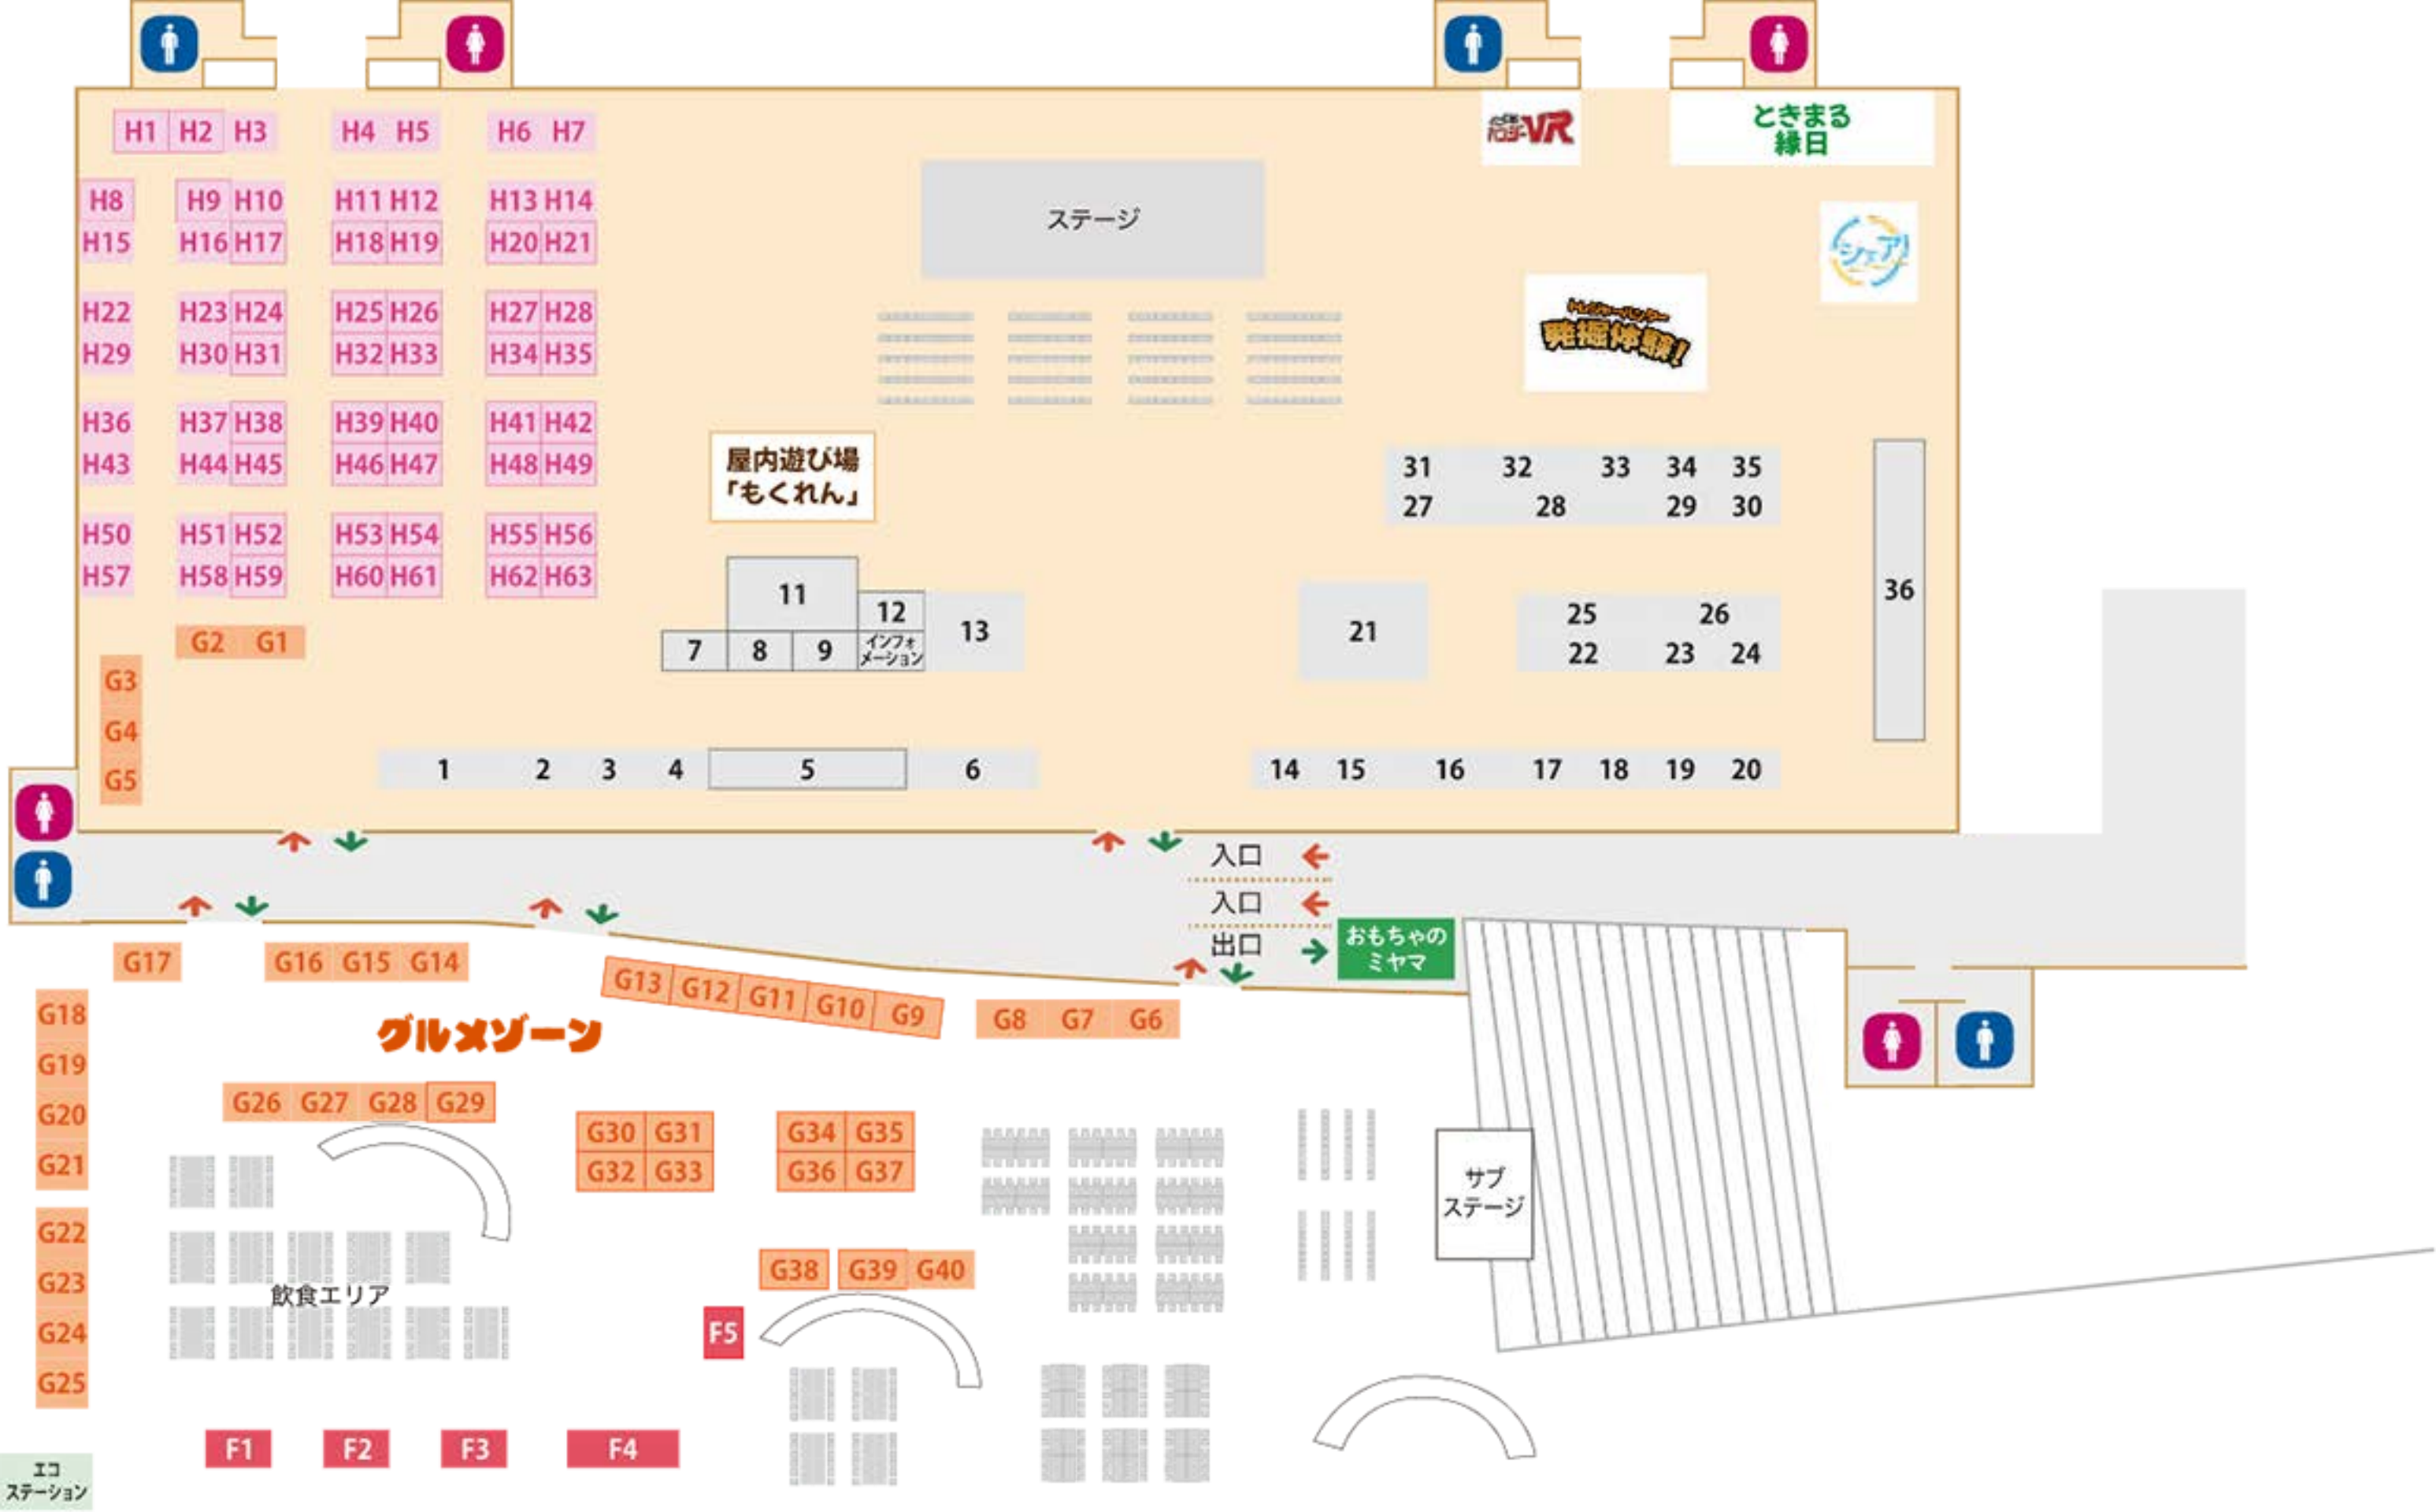 H1 H2 H3 H4 H5 H6 H7
VR
ときまる
縁日
H8 H9 H10 H11 H12 H13 H14
ステージ
H15 H16 H17 H18 H19 H20 H21
シェア!
H22 H23 H24 H25 H26 H27 H28
トレジャーハンター
発掘体験!
H29 H30 H31 H32 H33 H34 H35
H36 H37 H38 H39 H40 H41 H42
H43 H44 H45 H46 H47 H48 H49
屋内遊び場
「もくれん」
31 32 33 34 35
27 28 29 30
H50 H51 H52 H53 H54 H55 H56
H57 H58 H59 H60 H61 H62 H63
11
12
13
7 8 9
インフォ
メーション
21
25 26
22 23 24
36
G2 G1
G3
G4
G5
1 2 3 4 5 6
14 15 16 17 18 19 20
入口
入口
出口
おもちゃの
ミヤマ
G17 G16 G15 G14
G13 G12 G11 G10 G9
G8 G7 G6
グルメゾーン
G18
G19
G20
G21
G22
G23
G24
G25
G26 G27 G28 G29
G30 G31
G32 G33
G34 G35
G36 G37
サブ
ステージ
G38 G39 G40
飲食エリア
F5
F1 F2 F3 F4
エコ
ステーション